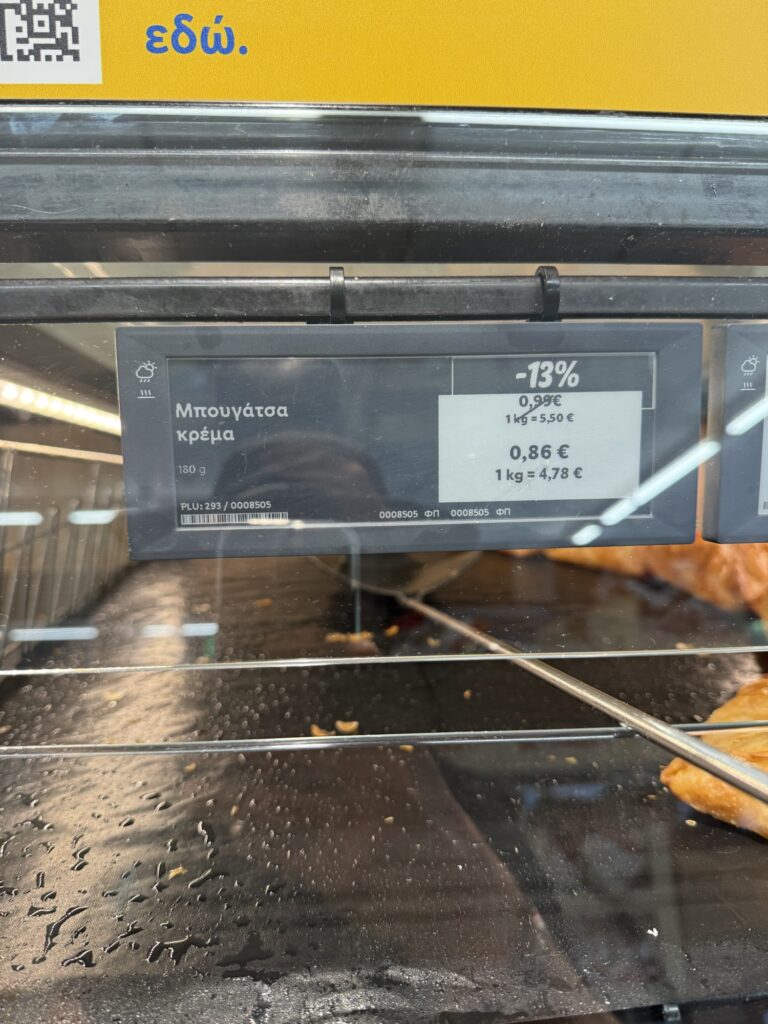 εδώ.
-13%
0,99€
1 kg = 5,50 €
Μπουγάτσα
κρέμα
0,86 €
1 kg = 4,78 €
180 g
PLU: 293 / 0008505
0008505 ΦΠ 0008505 ΦΠ